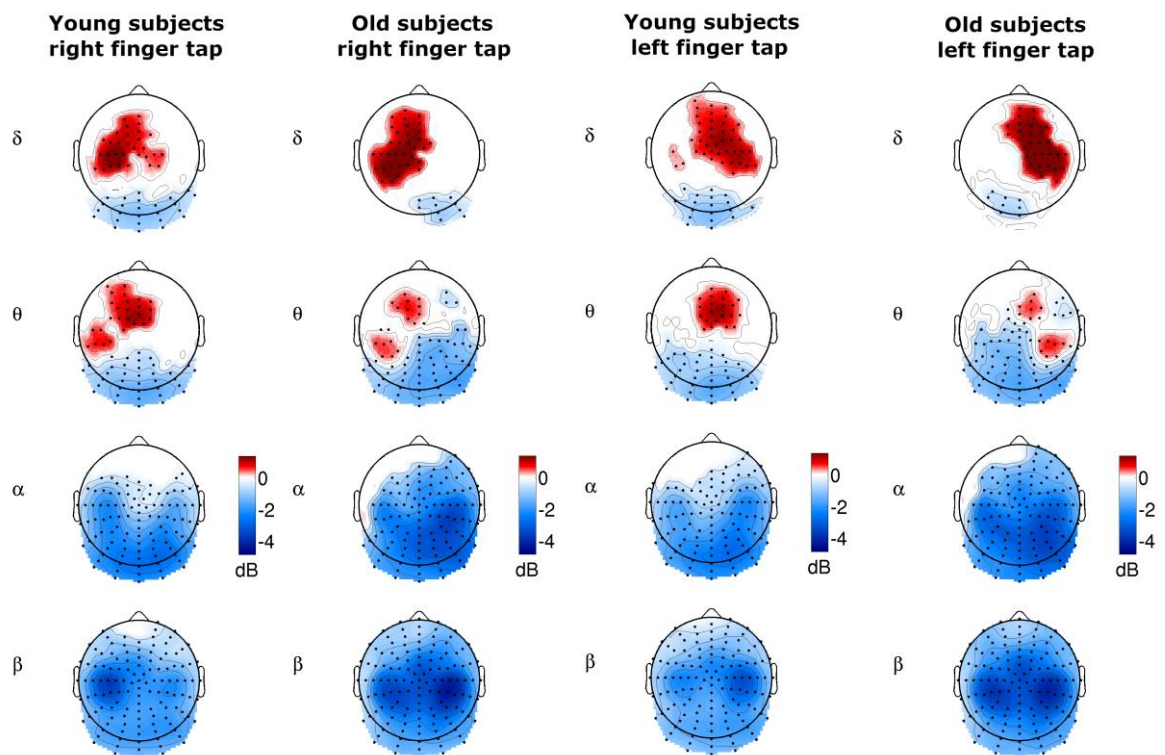 Young subjects
right finger tap
Old subjects
right finger tap
Young subjects
left finger tap
Old subjects
left finger tap
δ
δ
δ
δ
θ
θ
θ
θ
α
0
-2
-4
dB
α
0
-2
-4
dB
α
0
-2
-4
dB
α
0
-2
-4
dB
β
β
β
β